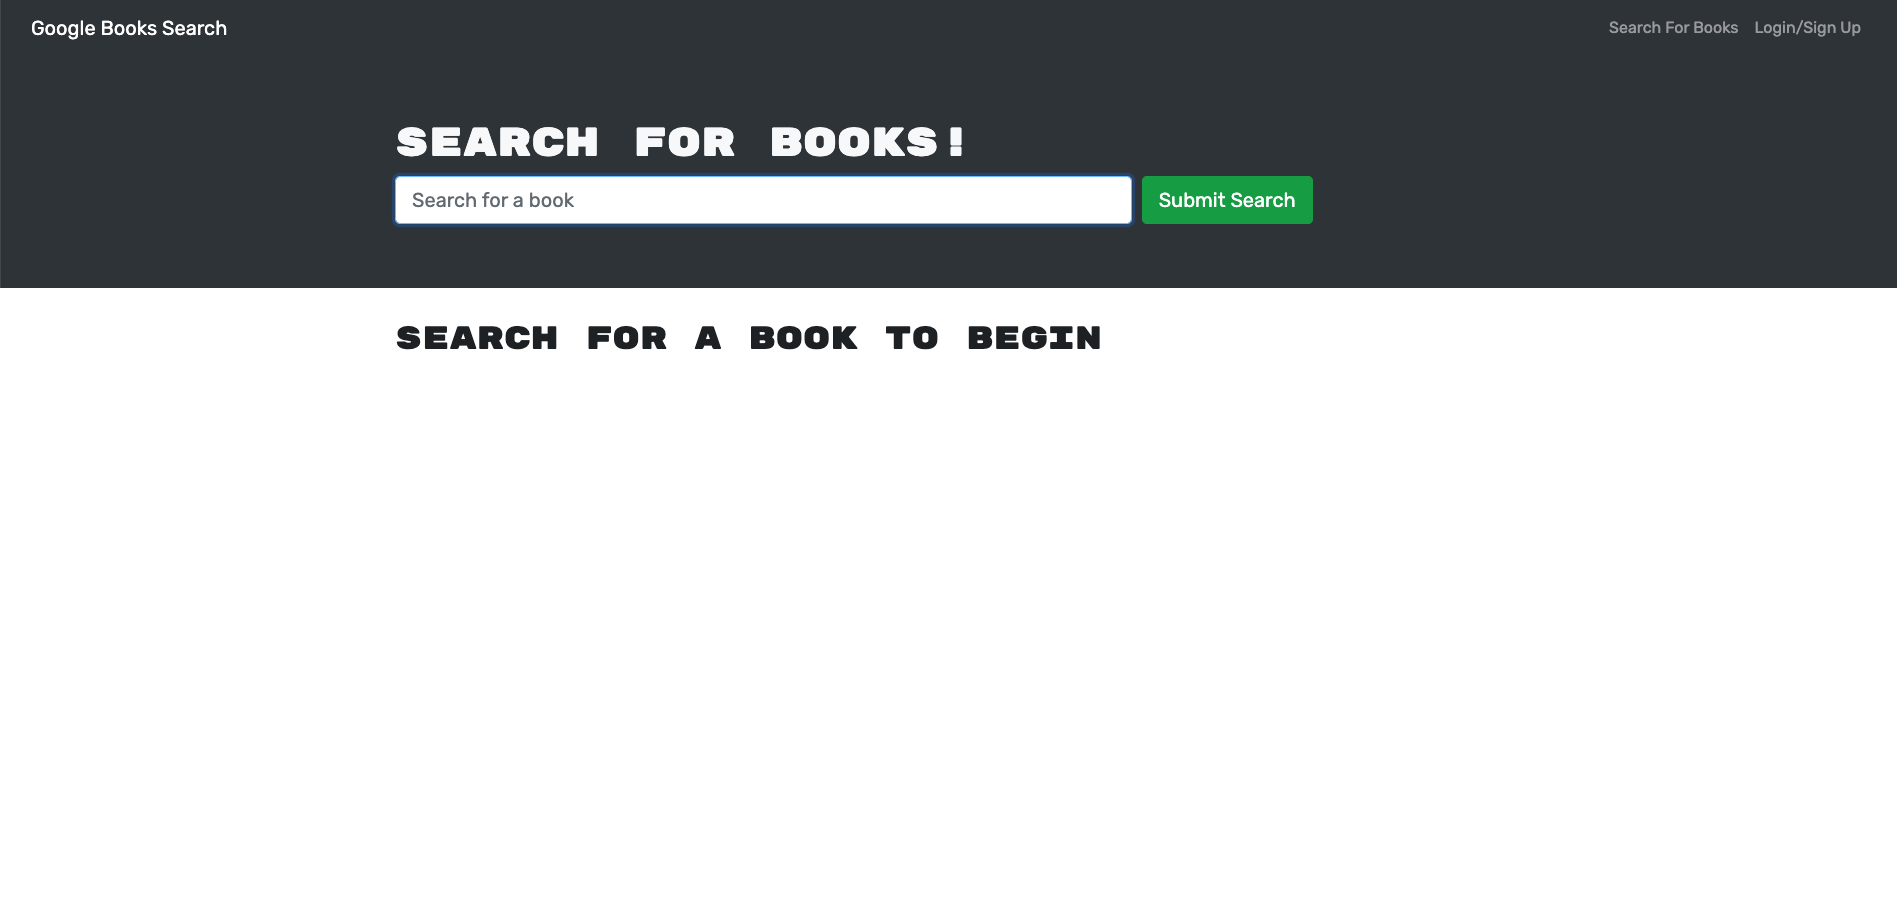 Google Books Search
Search For Books
Login/Sign Up
SEARCH FOR BOOKS!
Search for a book
Submit Search
SEARCH FOR A BOOK TO BEGIN